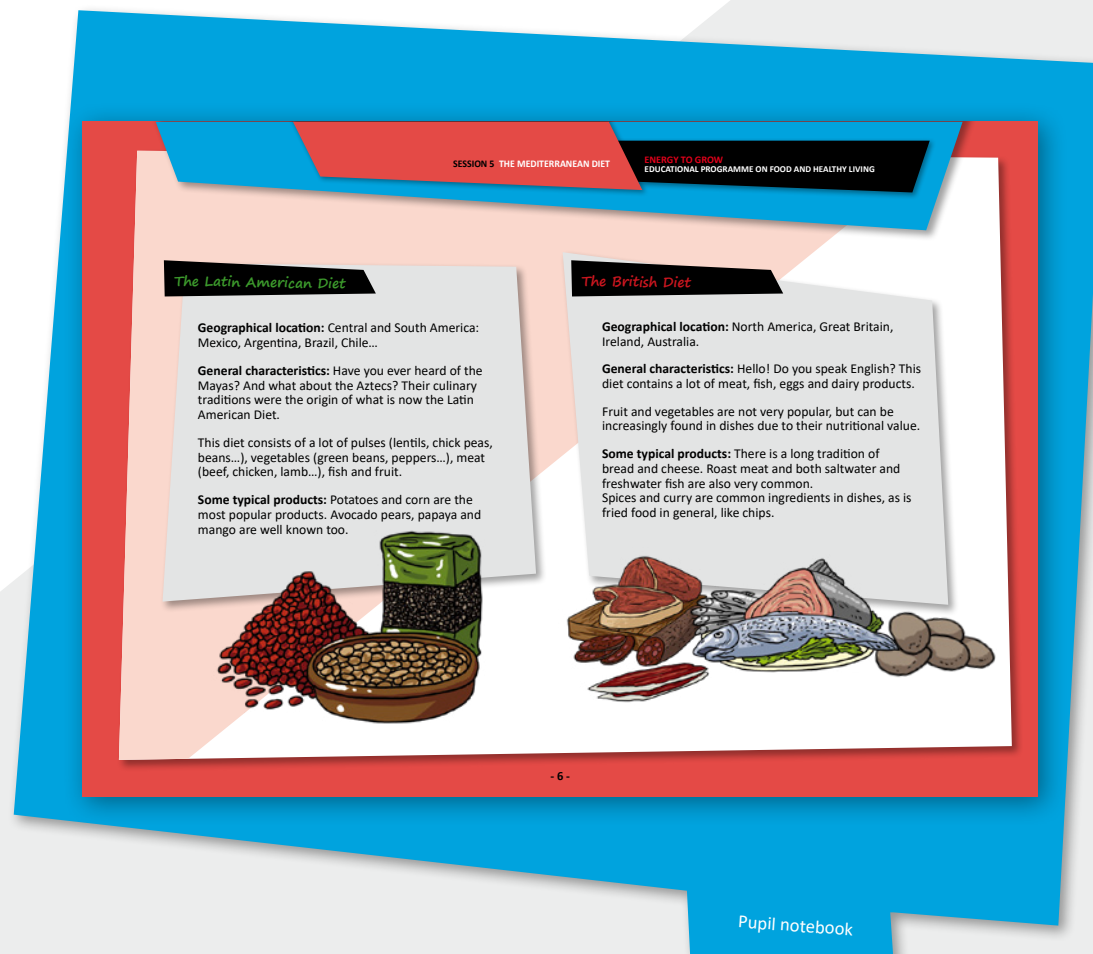 SESSION 5 THE MEDITERRANEAN DIET
ENERGY TO GROW
EDUCATIONAL PROGRAMME ON FOOD AND HEALTHY LIVING
The Latin American Diet
Geographical location: Central and South America:
Mexico, Argentina, Brazil, Chile...
General characteristics: Have you ever heard of the
Mayas? And what about the Aztecs? Their culinary
traditions were the origin of what is now the Latin
American Diet.
This diet consists of a lot of pulses (lentils, chick peas,
beans...), vegetables (green beans, peppers...), meat
(beef, chicken, lamb...), fish and fruit.
Some typical products: Potatoes and corn are the
most popular products. Avocado pears, papaya and
mango are well known too.
The British Diet
Geographical location: North America, Great Britain,
Ireland, Australia.
General characteristics: Hello! Do you speak English? This
diet contains a lot of meat, fish, eggs and dairy products.
Fruit and vegetables are not very popular, but can be
increasingly found in dishes due to their nutritional value.
Some typical products: There is a long tradition of
bread and cheese. Roast meat and both saltwater and
freshwater fish are also very common.
Spices and curry are common ingredients in dishes, as is
fried food in general, like chips.
- 6 -
Pupil notebook